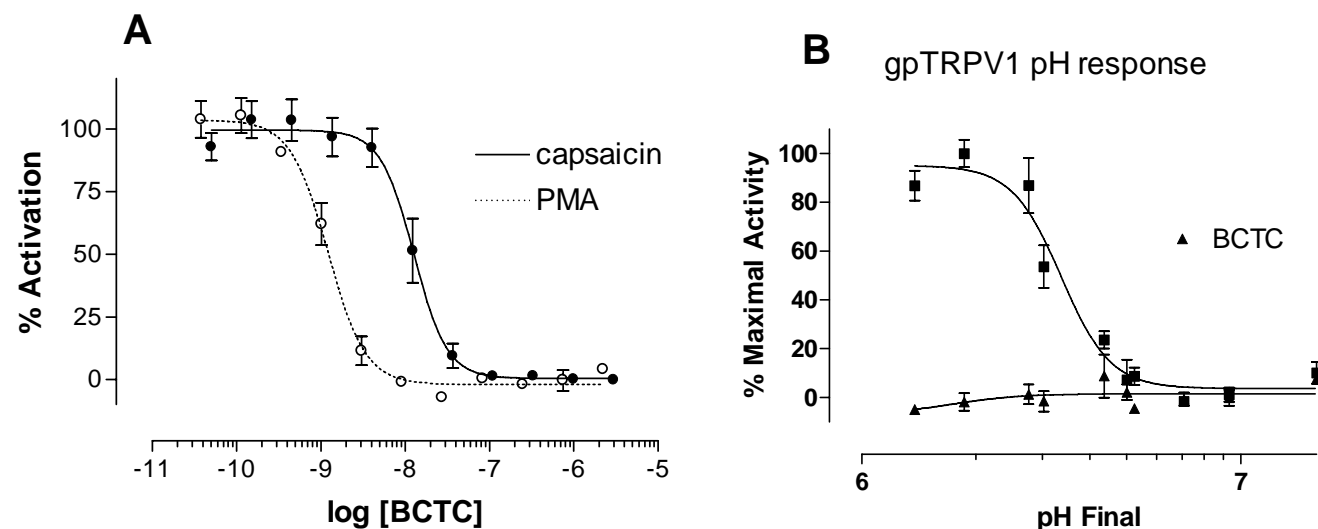 A
100
75
50
25
0
% Activation
capsaicin
PMA
-11 -10 -9 -8 -7 -6 -5
log [BCTC]
B
gpTRPV1 pH response
100
80
60
40
20
0
% Maximal Activity
BCTC
6 7
pH Final